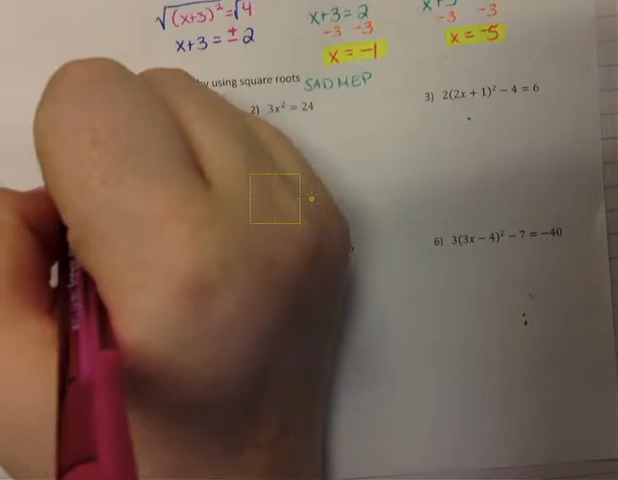 √(x+3)² = √4
x+3 = ± 2
x+3 = 2
-3 -3
x = -1
x+3
-3 -3
x = -5
by using square roots SADMEP
2) 3x² = 24
3) 2(2x + 1)² − 4 = 6
6) 3(3x − 4)² − 7 = −40